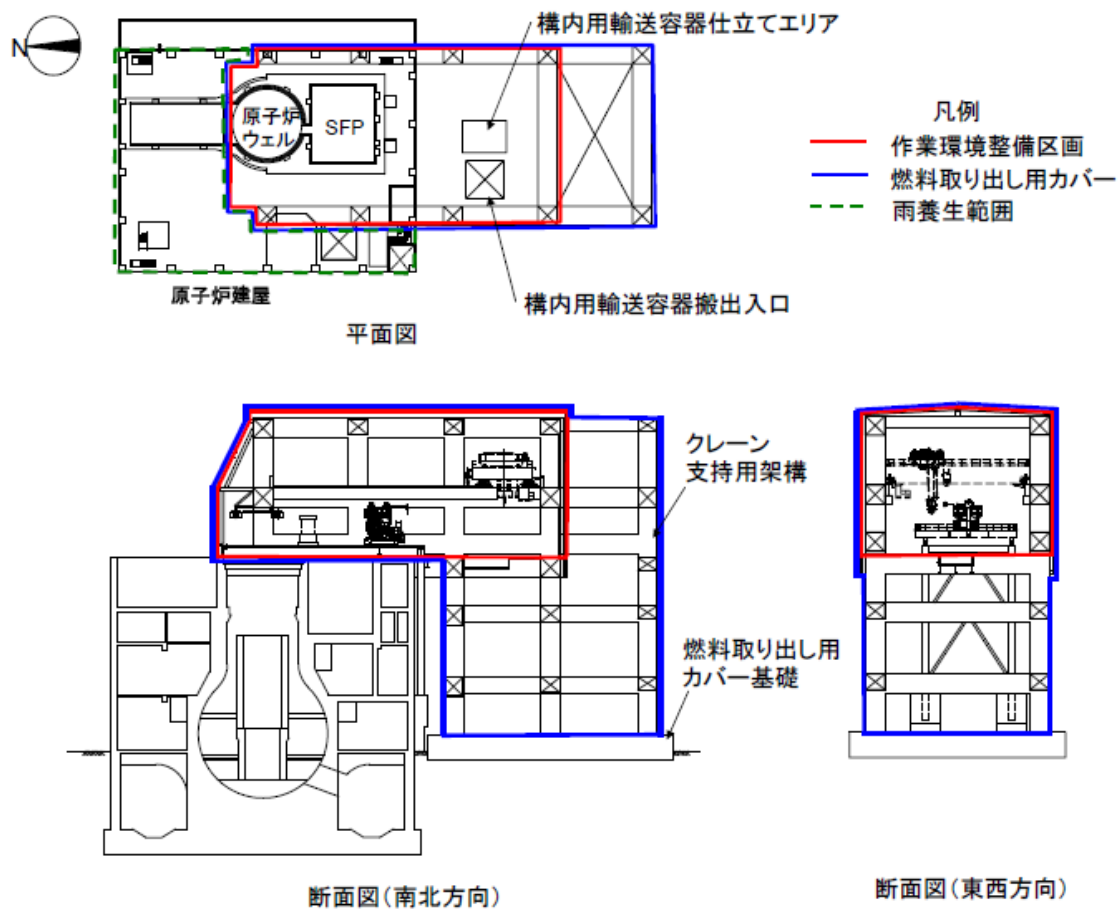 N
構内用輸送容器仕立てエリア
原子炉
ウェル
SFP
凡例
作業環境整備区画
燃料取り出し用カバー
雨養生範囲
原子炉建屋
構内用輸送容器搬出入口
平面図
クレーン
支持用架構
燃料取り出し用
カバー基礎
断面図(南北方向)
断面図(東西方向)